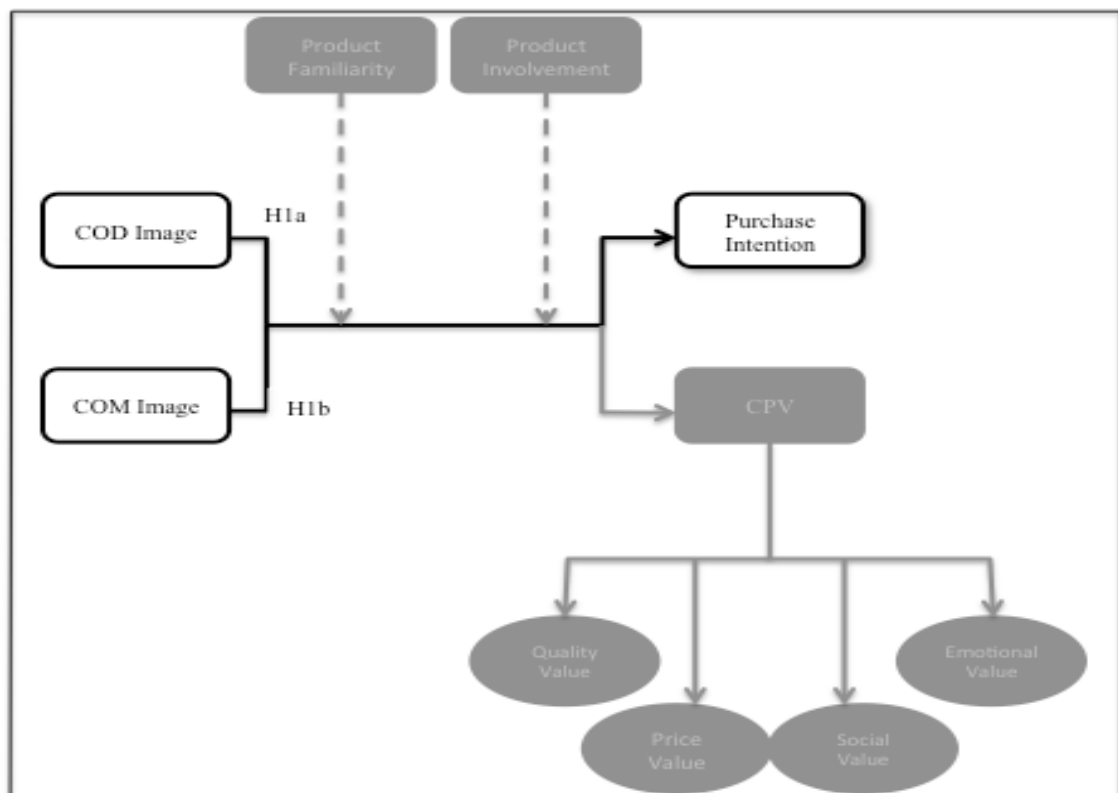 Product
Familiarity
Product
Involvement
H1a
COD Image
Purchase
Intention
COM Image
H1b
CPV
Quality
Value
Emotional
Value
Price
Value
Social
Value